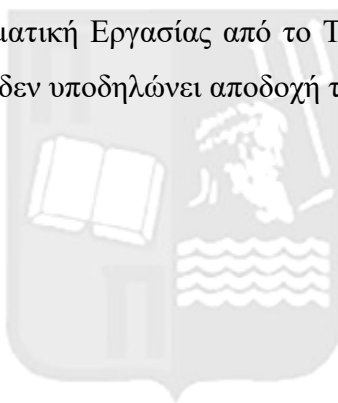 ματική Εργασίας από το Τ
δεν υποδηλώνει αποδοχή τ